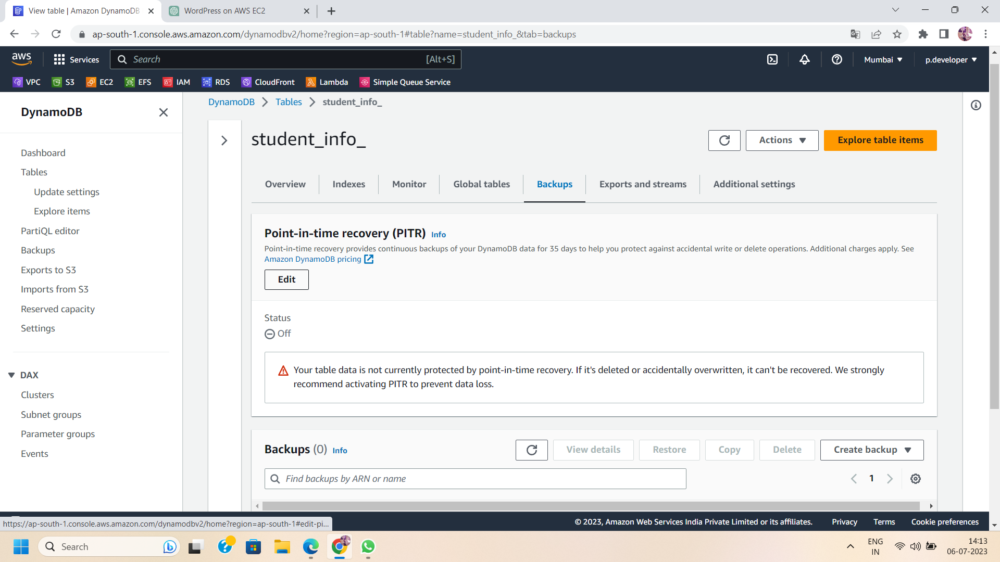 View table | Amazon DynamoDB
WordPress on AWS EC2
ap-south-1.console.aws.amazon.com/dynamodbv2/home?region=ap-south-1#table?name=student_info_&tab=backups
aws
Services
Search
[Alt+S]
Mumbai
p.developer
VPC
S3
EC2
EFS
IAM
RDS
CloudFront
Lambda
Simple Queue Service
DynamoDB
Dashboard
Tables
Update settings
Explore items
PartiQL editor
Backups
Exports to S3
Imports from S3
Reserved capacity
Settings
DAX
Clusters
Subnet groups
Parameter groups
Events
DynamoDB
Tables
student_info_
student_info_
Actions
Explore table items
Overview
Indexes
Monitor
Global tables
Backups
Exports and streams
Additional settings
Point-in-time recovery (PITR) Info
Point-in-time recovery provides continuous backups of your DynamoDB data for 35 days to help you protect against accidental write or delete operations. Additional charges apply. See
Amazon DynamoDB pricing
Edit
Status
Off
Your table data is not currently protected by point-in-time recovery. If it's deleted or accidentally overwritten, it can't be recovered. We strongly
recommend activating PITR to prevent data loss.
Backups (0) Info
View details
Restore
Copy
Delete
Create backup
Find backups by ARN or name
1
https://ap-south-1.console.aws.amazon.com/dynamodbv2/home?region=ap-south-1#edit-pi...
© 2023, Amazon Web Services India Private Limited or its affiliates.
Privacy
Terms
Cookie preferences
Search
ENG
IN
14:13
06-07-2023